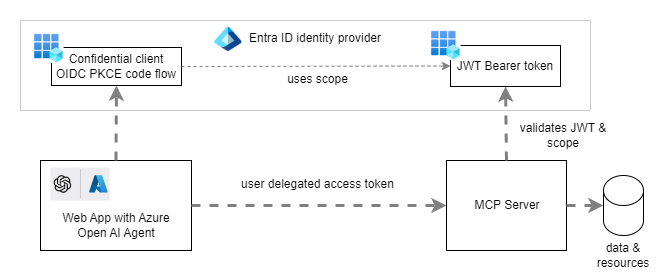 Entra ID identity provider
Confidential client
OIDC PKCE code flow
uses scope
JWT Bearer token
validates JWT &
scope
Web App with Azure
Open AI Agent
user delegated access token
MCP Server
data &
resources